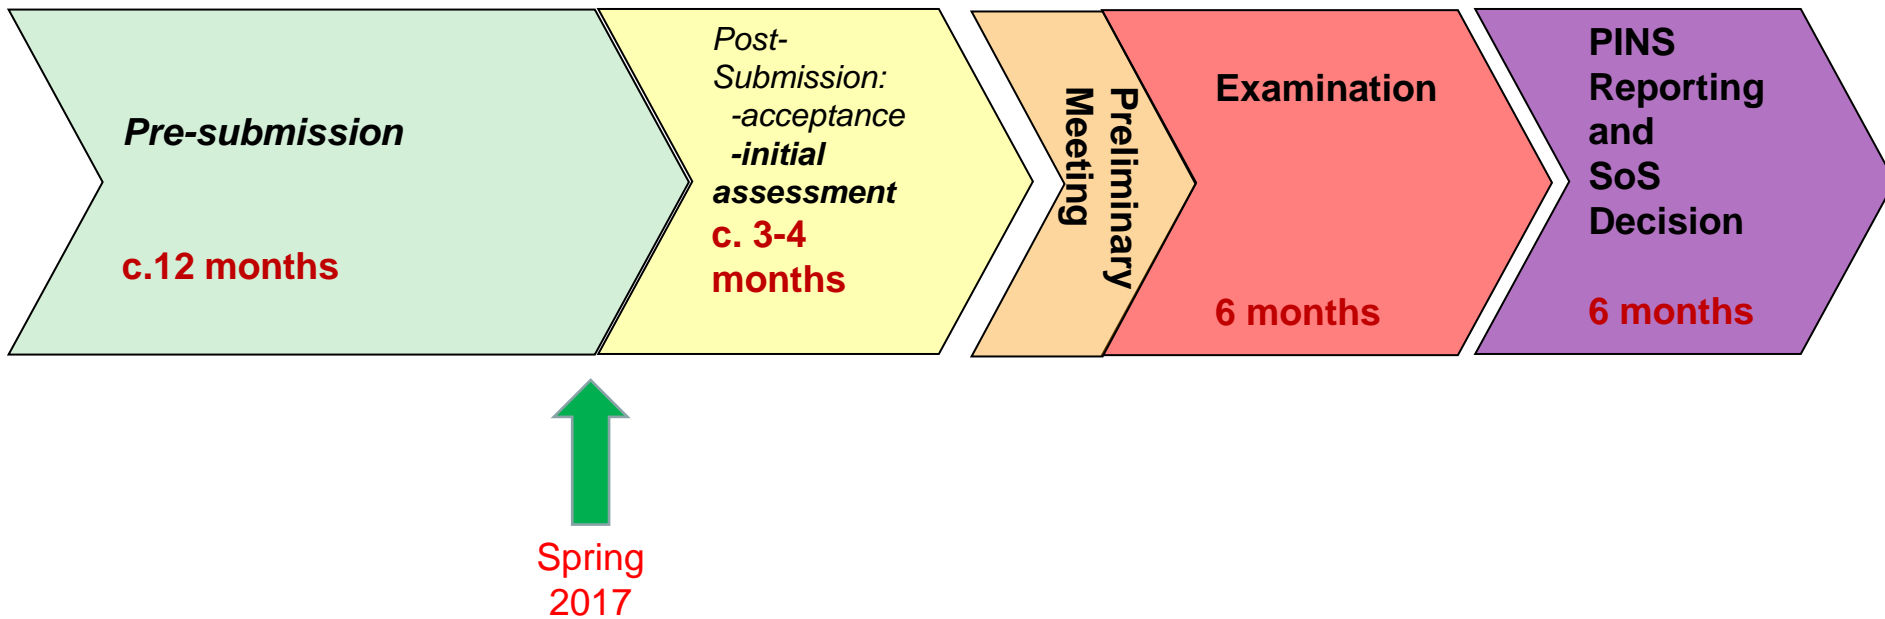 Pre-submission
c.12 months
Post-
Submission:
-acceptance
-initial
assessment
c. 3-4
months
Preliminary
Meeting
Examination
6 months
PINS
Reporting
and
SoS
Decision
6 months
Spring
2017